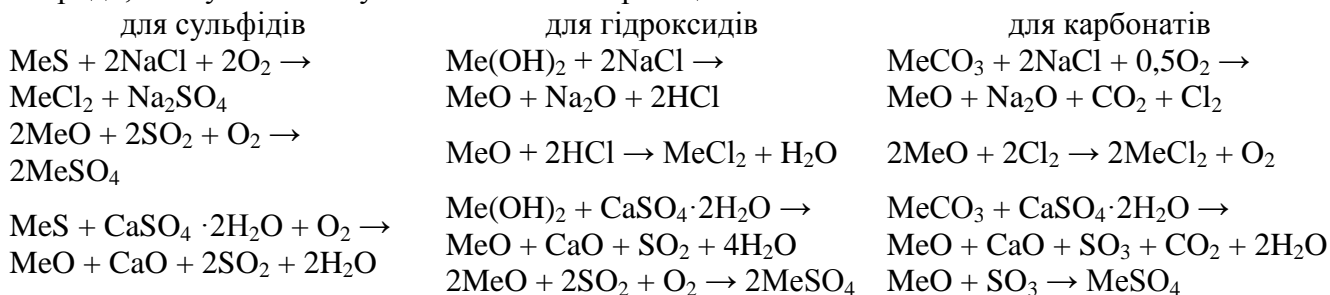 для сульфідів
MeS + 2NaCl + 2O₂ →
MeCl₂ + Na₂SO₄
2MeO + 2SO₂ + O₂ →
2MeSO₄
MeS + CaSO₄ ·2H₂O + O₂ →
MeO + CaO + 2SO₂ + 2H₂O
для гідроксидів
Me(OH)₂ + 2NaCl →
MeO + Na₂O + 2HCl
MeO + 2HCl → MeCl₂ + H₂O
Me(OH)₂ + CaSO₄·2H₂O →
MeO + CaO + SO₂ + 4H₂O
2MeO + 2SO₂ + O₂ → 2MeSO₄
для карбонатів
MeCO₃ + 2NaCl + 0,5O₂ →
MeO + Na₂O + CO₂ + Cl₂
2MeO + 2Cl₂ → 2MeCl₂ + O₂
MeCO₃ + CaSO₄·2H₂O →
MeO + CaO + SO₃ + CO₂ + 2H₂O
MeO + SO₃ → MeSO₄